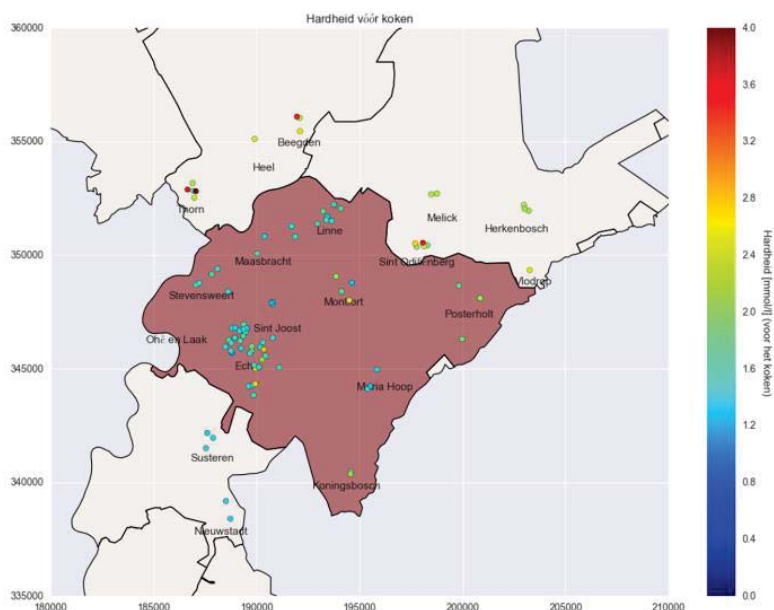 Hardheid vóór koken
360000
355000
350000
345000
340000
335000
180000
185000
190000
195000
200000
205000
210000
Beegden
Heel
Thorn
Melick
Herkenbosch
Linne
Maasbracht
Sint Odilienberg
Vlodrop
Stevensweert
Montfort
Posterholt
Ohé en Laak
Sint Joost
Echt
Maria Hoop
Susteren
Koningsbosch
Nieuwstadt
4.0
3.6
3.2
2.8
2.4
2.0
1.6
1.2
0.8
0.4
0.0
Hardheid [mmol/l] (voor het koken)